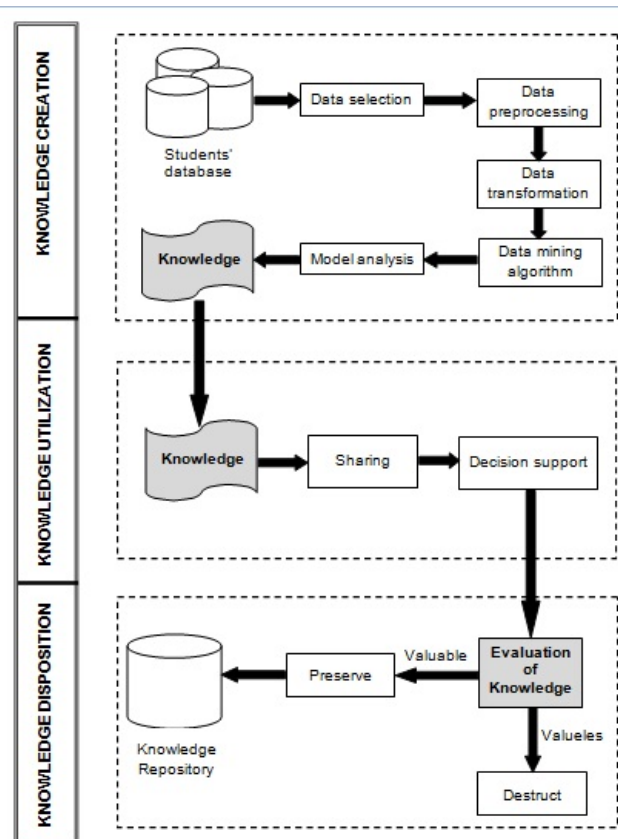 KNOWLEDGE CREATION
Students'
database
Data selection
Data
preprocessing
Data
transformation
Data mining
algorithm
Model analysis
Knowledge
KNOWLEDGE UTILIZATION
Knowledge
Sharing
Decision support
KNOWLEDGE DISPOSITION
Evaluation
of
Knowledge
Valuable
Preserve
Knowledge
Repository
Valueles
Destruct